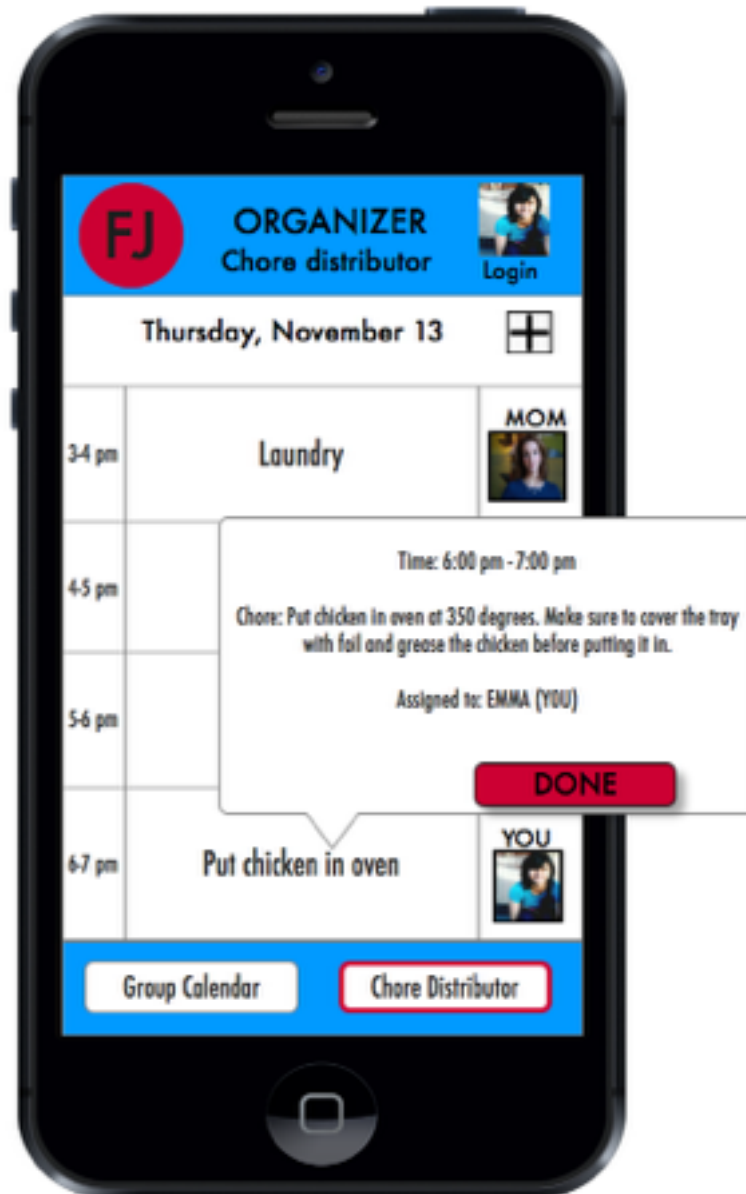 FJ
ORGANIZER
Chore distributor
Login
Thursday, November 13
3-4 pm
Laundry
MOM
4-5 pm
Time: 6:00 pm - 7:00 pm
Chore: Put chicken in oven at 350 degrees. Make sure to cover the tray
with foil and grease the chicken before putting it in.
Assigned to: EMMA (YOU)
5-6 pm
DONE
6-7 pm
Put chicken in oven
YOU
Group Calendar
Chore Distributor